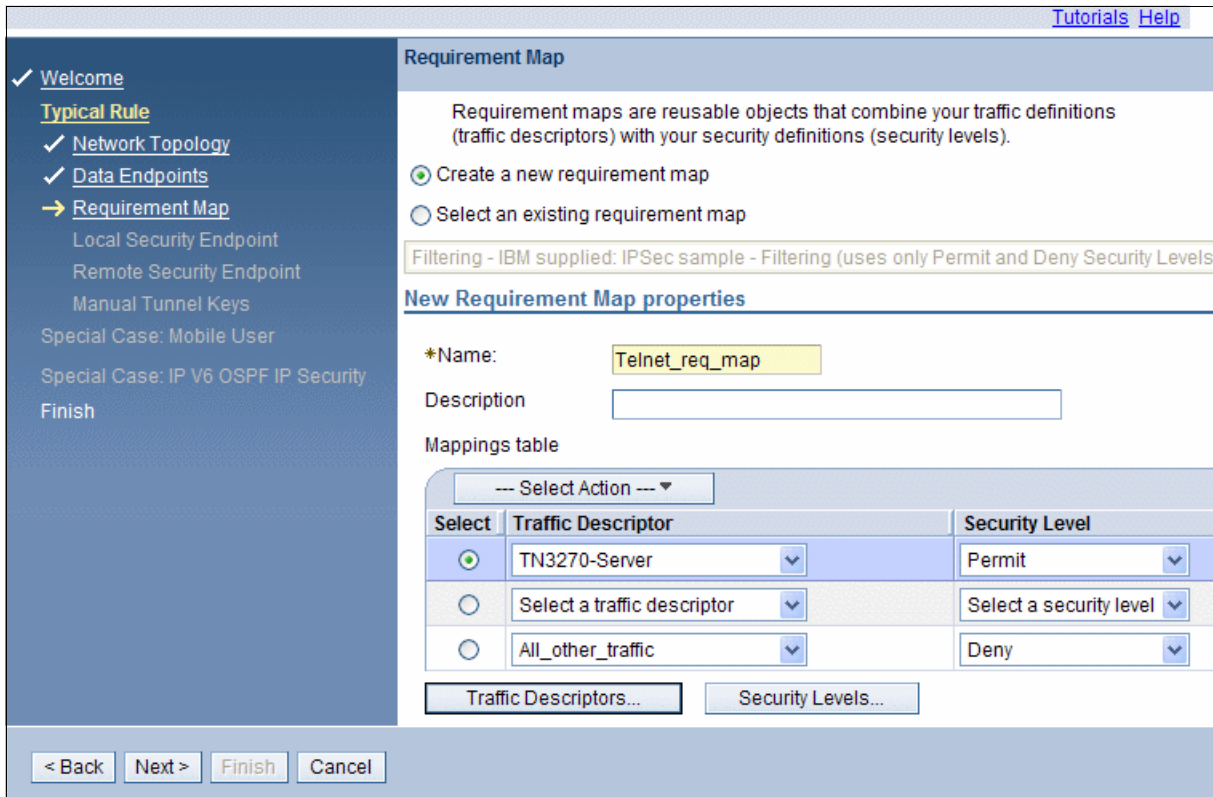 Tutorials Help
Welcome
Typical Rule
Network Topology
Data Endpoints
Requirement Map
Local Security Endpoint
Remote Security Endpoint
Manual Tunnel Keys
Special Case: Mobile User
Special Case: IP V6 OSPF IP Security
Finish
Requirement Map
Requirement maps are reusable objects that combine your traffic definitions
(traffic descriptors) with your security definitions (security levels).
Create a new requirement map
Select an existing requirement map
Filtering - IBM supplied: IPSec sample - Filtering (uses only Permit and Deny Security Levels
New Requirement Map properties
*Name: Telnet_req_map
Description
Mappings table
--- Select Action ---
Select Traffic Descriptor Security Level
TN3270-Server Permit
Select a traffic descriptor Select a security level
All_other_traffic Deny
Traffic Descriptors... Security Levels...
< Back Next > Finish Cancel